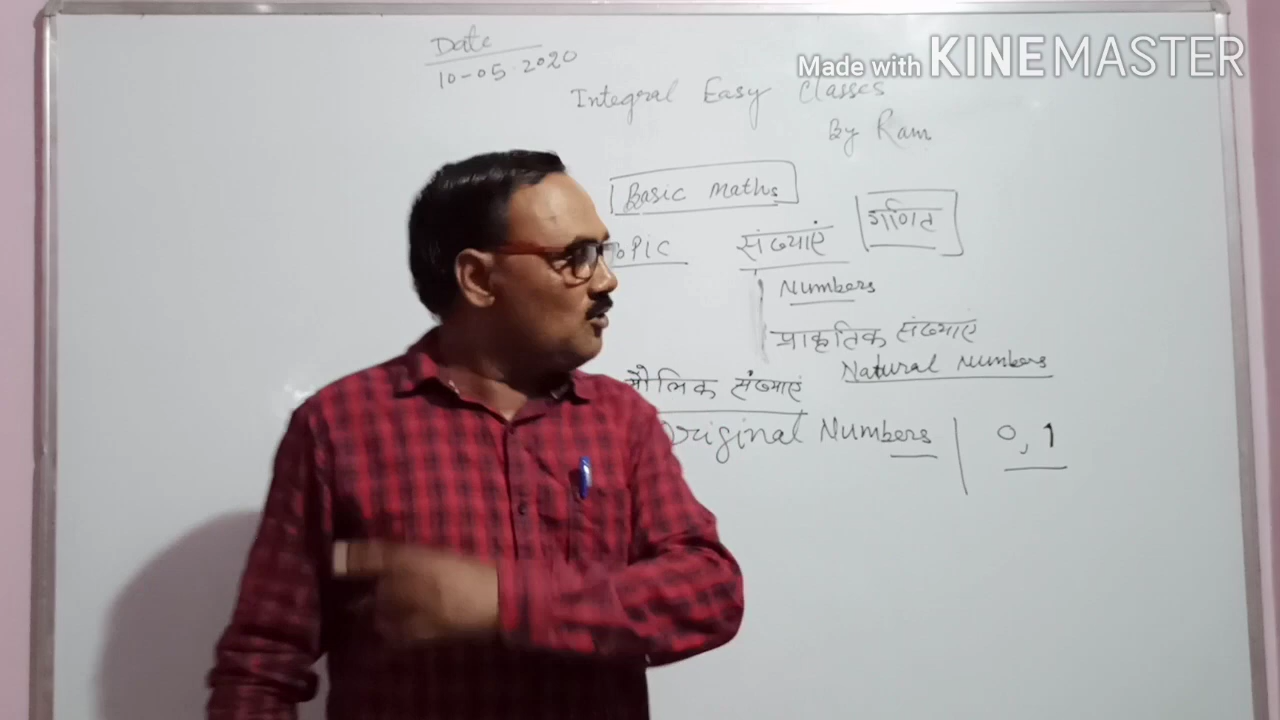 Made with KINEMASTER
Date
10-05.2020
Integral Easy Classes
By Ram
Basic Maths
गणित
Topic संख्याएं
Numbers
प्राकृतिक संख्याएं
Natural Numbers
मौलिक संख्याएं
Original Numbers | 0, 1